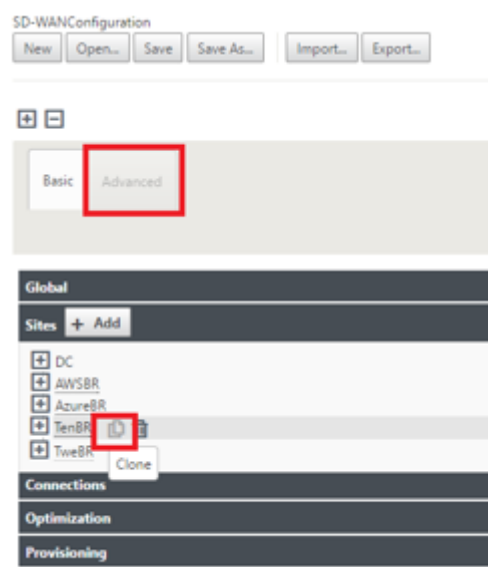 SD-WANConfiguration
New Open... Save Save As... Import... Export...
Basic Advanced
Global
Sites + Add
DC
AWSBR
AzureBR
TenBR
TweBR
Clone
Connections
Optimization
Provisioning